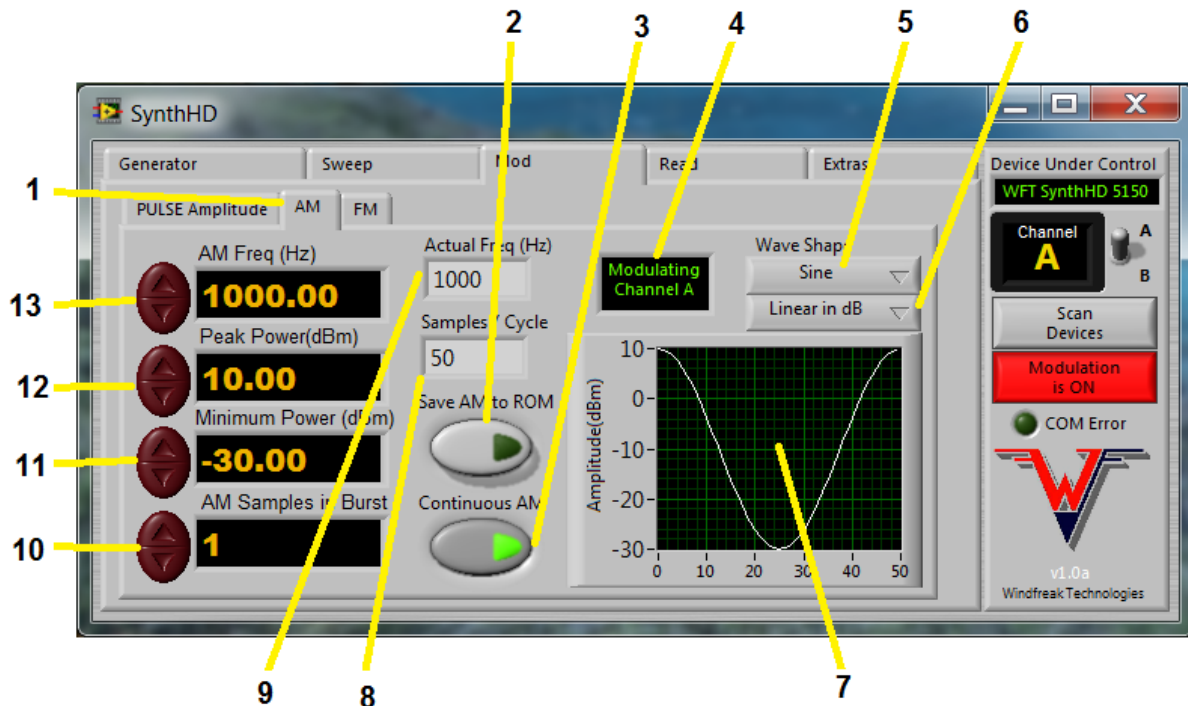 2 3 4 5 6
SynthHD
Generator Sweep Mod Read Extras
Device Under Control
WFT SynthHD 5150
1
PULSE Amplitude AM FM
Channel
A
A
B
AM Freq (Hz)
Actual Freq (Hz)
Modulating
Channel A
Wave Shape
Sine
13
1000.00
1000
Linear in dB
Scan
Devices
Peak Power(dBm)
Samples / Cycle
12
10.00
50
Modulation
is ON
Minimum Power (dBm)
Save AM to ROM
COM Error
11
-30.00
AM Samples in Burst
Continuous AM
10
1
Amplitude(dBm)
10
0
-10
-20
-30
0 10 20 30 40 50
W
v1.0a
Windfreak Technologies
9 8 7